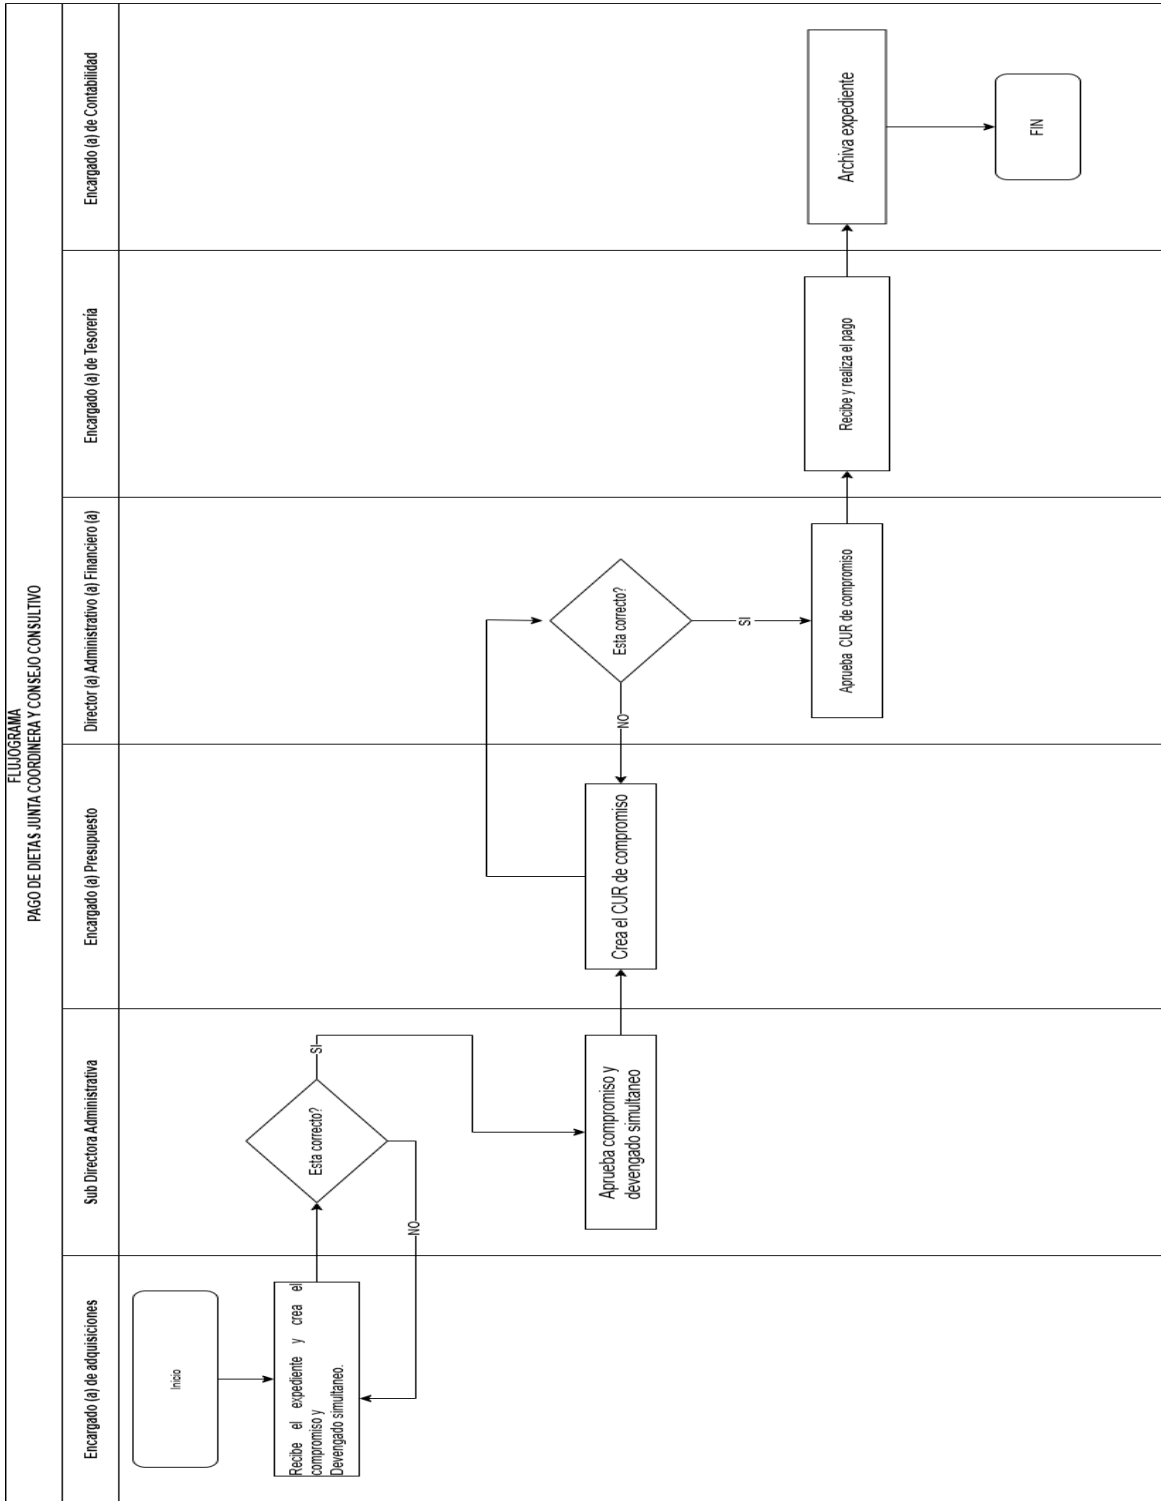 FLUJOGRAMA
PAGO DE DIETAS JUNTA COORDINERA Y CONSEJO CONSULTIVO
Encargado (a) de adquisiciones
Sub Directora Administrativa
Encargado (a) Presupuesto
Director (a) Administrativo (a) Financiero (a)
Encargado (a) de Tesorería
Encargado (a) de Contabilidad
Inicio
Recibe el expediente y crea el
compromiso y
Devengado simultaneo.
Esta correcto?
SI
NO
Aprueba compromiso y
devengado simultaneo
Crea el CUR de compromiso
Esta correcto?
NO
SI
Aprueba CUR de compromiso
Recibe y realiza el pago
Archiva expediente
FIN